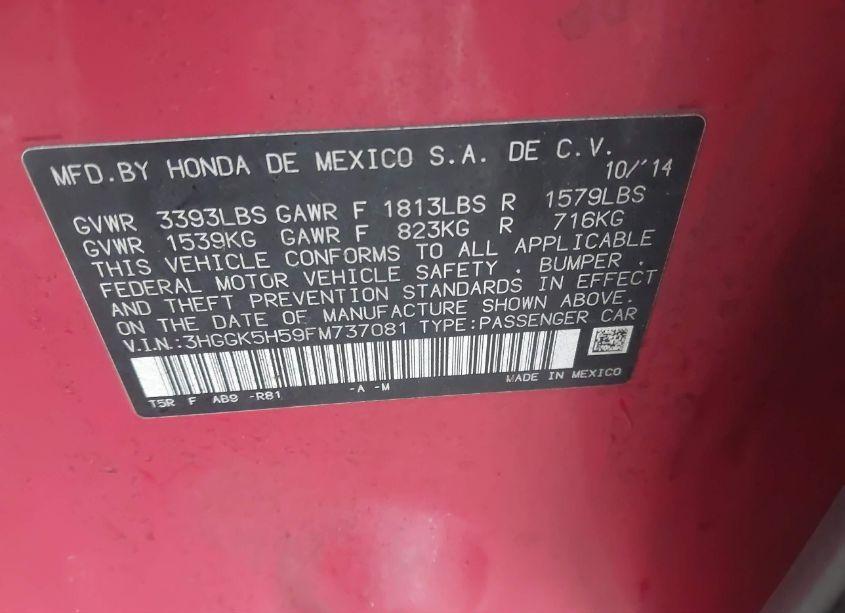 MFD.BY HONDA DE MEXICO S.A. DE C.V.
10/'14
GVWR 3393LBS GAWR F 1813LBS R 1579LBS
GVWR 1539KG GAWR F 823KG R 716KG
THIS VEHICLE CONFORMS TO ALL APPLICABLE
FEDERAL MOTOR VEHICLE SAFETY . BUMPER .
AND THEFT PREVENTION STANDARDS IN EFFECT
ON THE DATE OF MANUFACTURE SHOWN ABOVE.
V.I.N.:3HGGK5H59FM737081 TYPE:PASSENGER CAR
T5R F AB9 -R81 -A -M MADE IN MEXICO